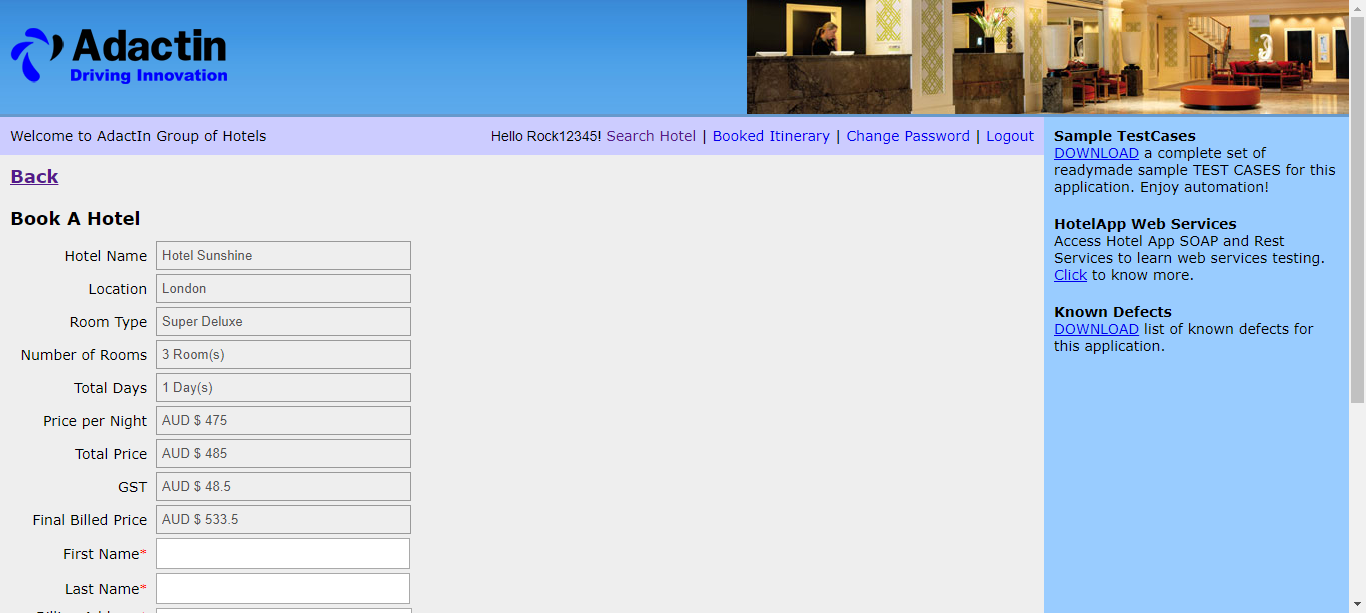 Adactin
Driving Innovation
Welcome to AdactIn Group of Hotels
Hello Rock12345! Search Hotel | Booked Itinerary | Change Password | Logout
Back
Book A Hotel
Hotel Name Hotel Sunshine
Location London
Room Type Super Deluxe
Number of Rooms 3 Room(s)
Total Days 1 Day(s)
Price per Night AUD $ 475
Total Price AUD $ 485
GST AUD $ 48.5
Final Billed Price AUD $ 533.5
First Name*
Last Name*
Sample TestCases
DOWNLOAD a complete set of
readymade sample TEST CASES for this
application. Enjoy automation!
HotelApp Web Services
Access Hotel App SOAP and Rest
Services to learn web services testing.
Click to know more.
Known Defects
DOWNLOAD list of known defects for
this application.